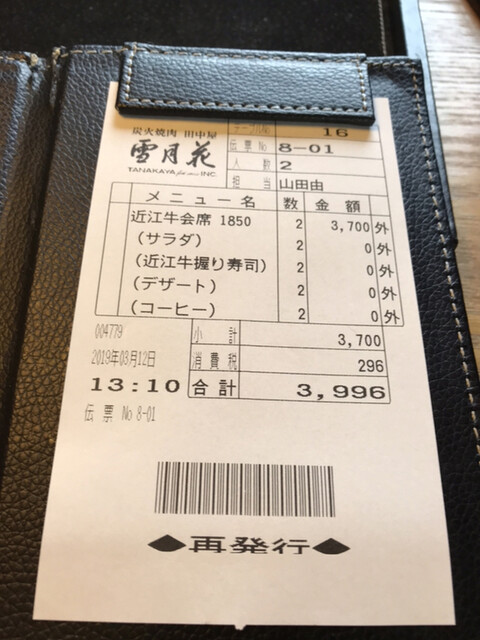 炭火焼肉 田中屋
雪月花
TANAKAYA INC
テーブルNo 16
伝票 No 8-01
人 数 2
担 当 山田由
メニュー名 数 金 額
近江牛会席 1850 2 3,700 外
（サラダ） 2 0 外
（近江牛握り寿司） 2 0 外
（デザート） 2 0 外
（コーヒー） 2 0 外
004779 小 計 3,700
2019年03月12日 消 費 税 296
13:10 合 計 3,996
伝 票 No 8-01
◆再発行◆